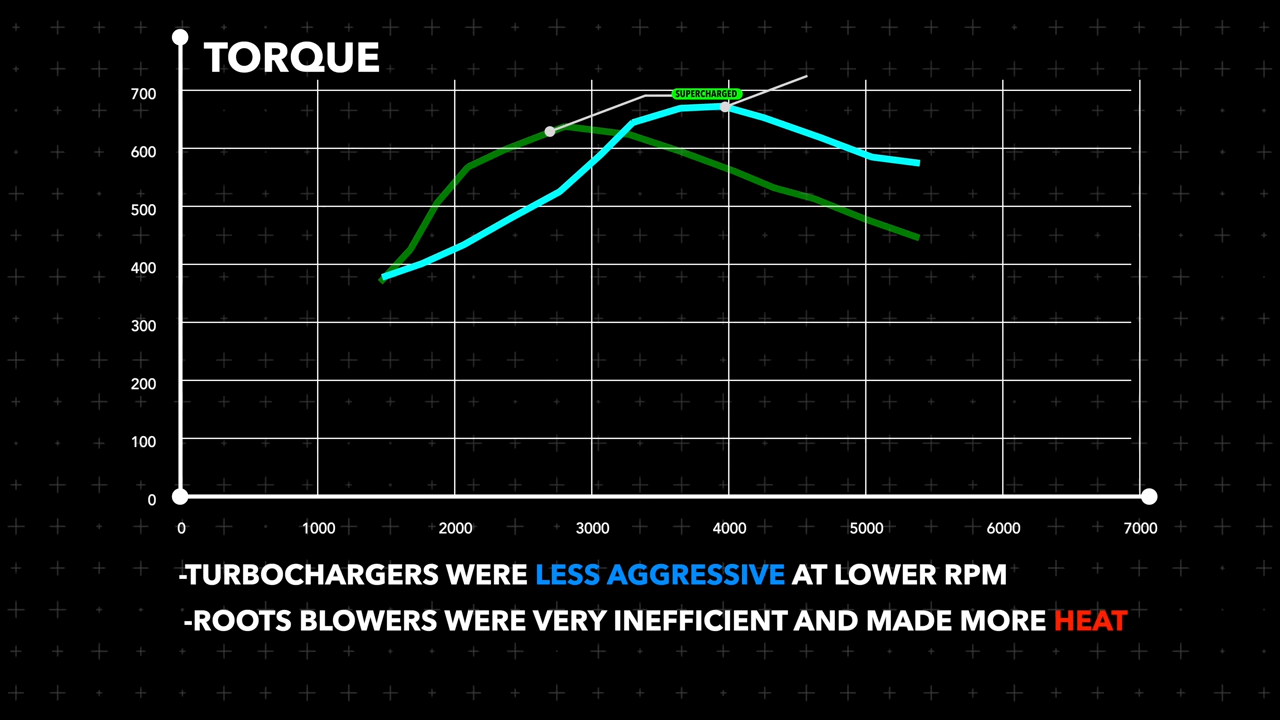 TORQUE
700
SUPERCHARGED
600
500
400
300
200
100
0
0 1000 2000 3000 4000 5000 6000 7000
-TURBOCHARGERS WERE LESS AGGRESSIVE AT LOWER RPM
-ROOTS BLOWERS WERE VERY INEFFICIENT AND MADE MORE HEAT